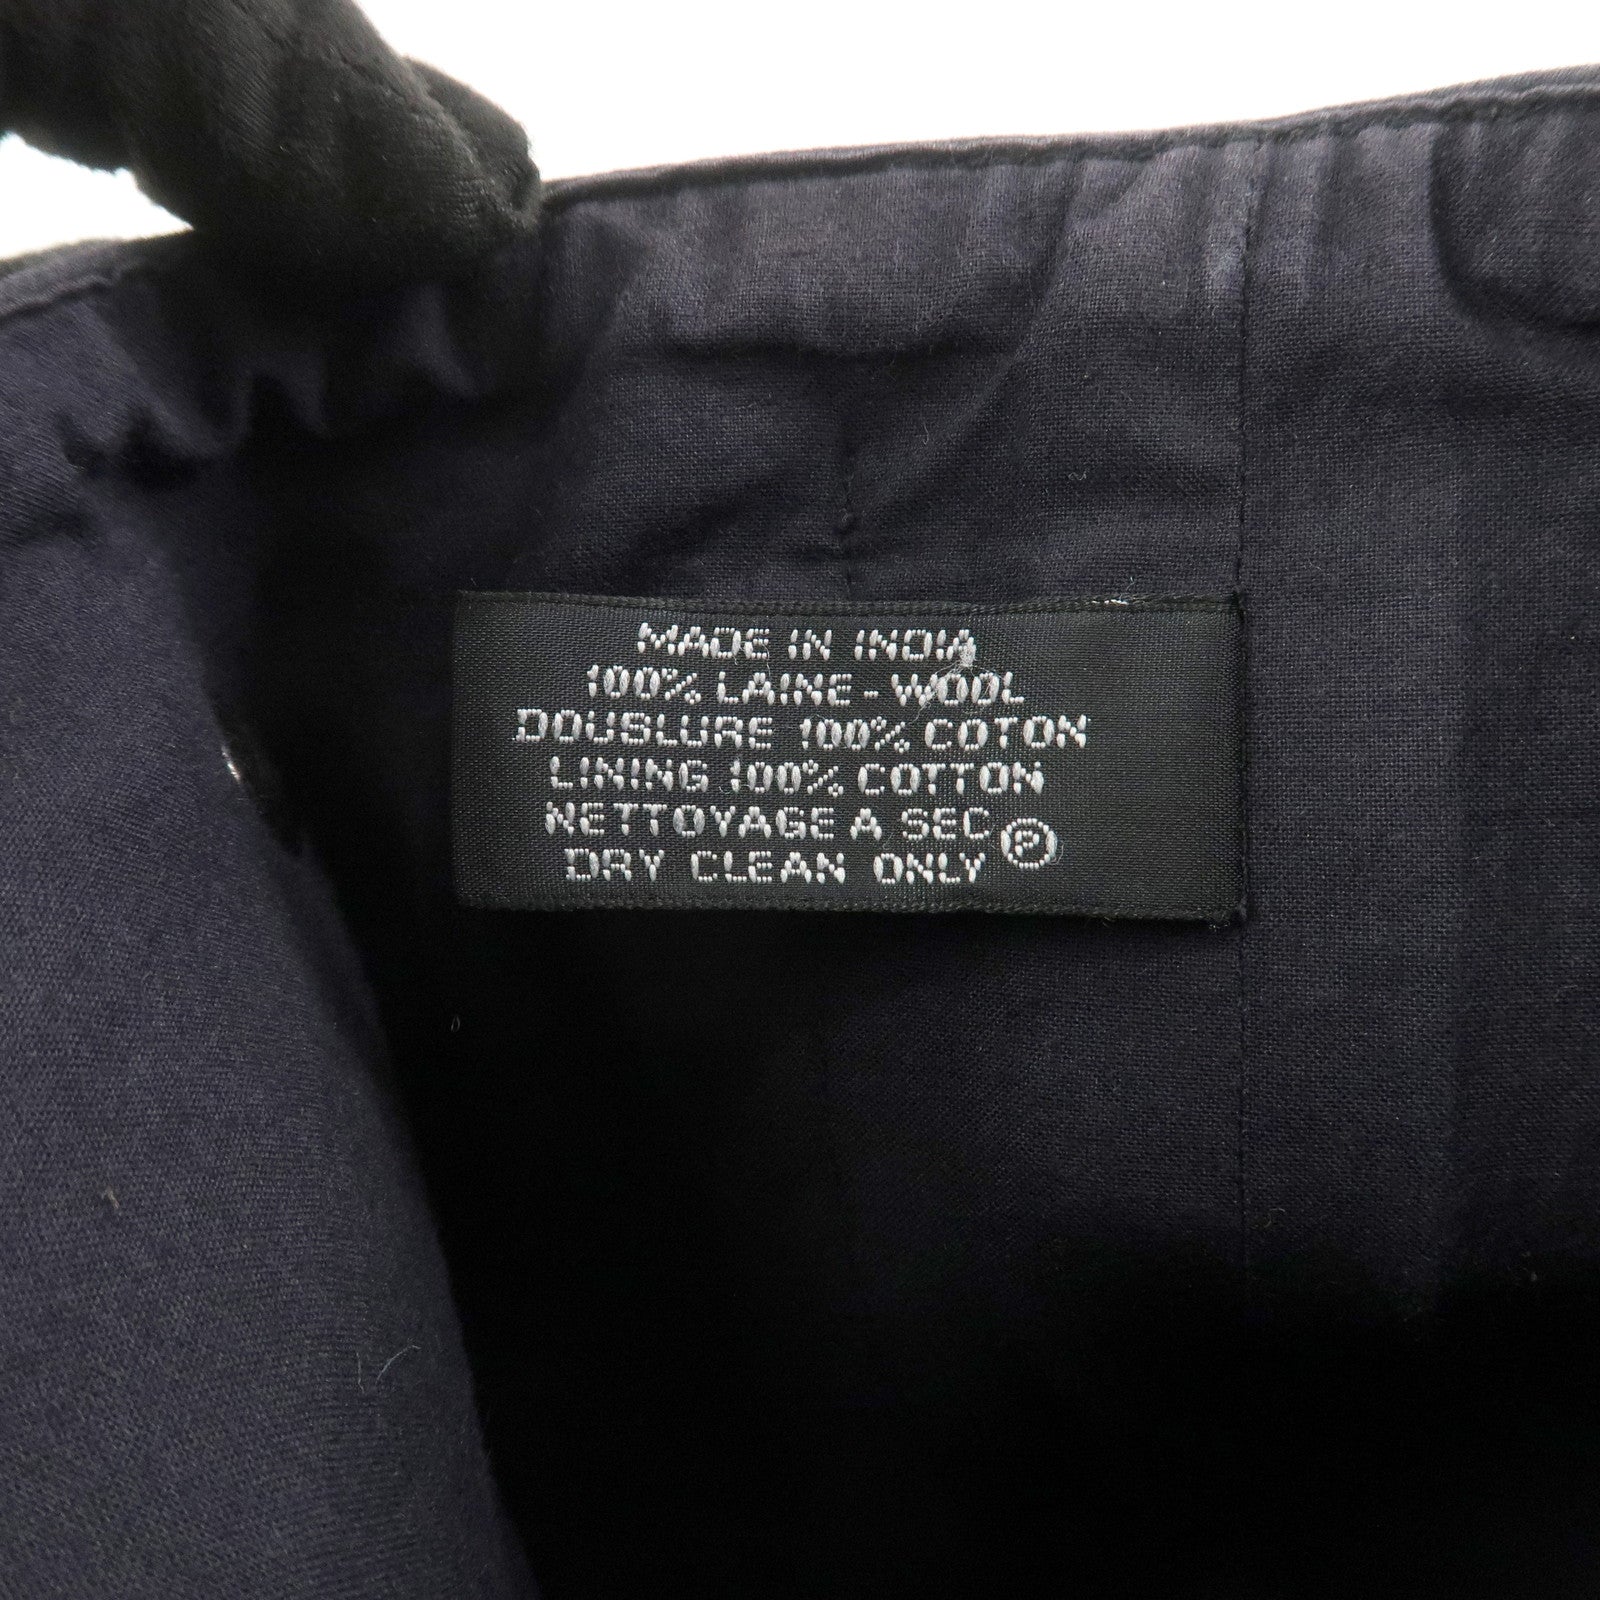 MADE IN INDIA
100% LAINE-WOOL
DOUSLURE 100% COTON
LINING 100% COTTON
NETTOYAGE A SEC
DRY CLEAN ONLY Ⓟ